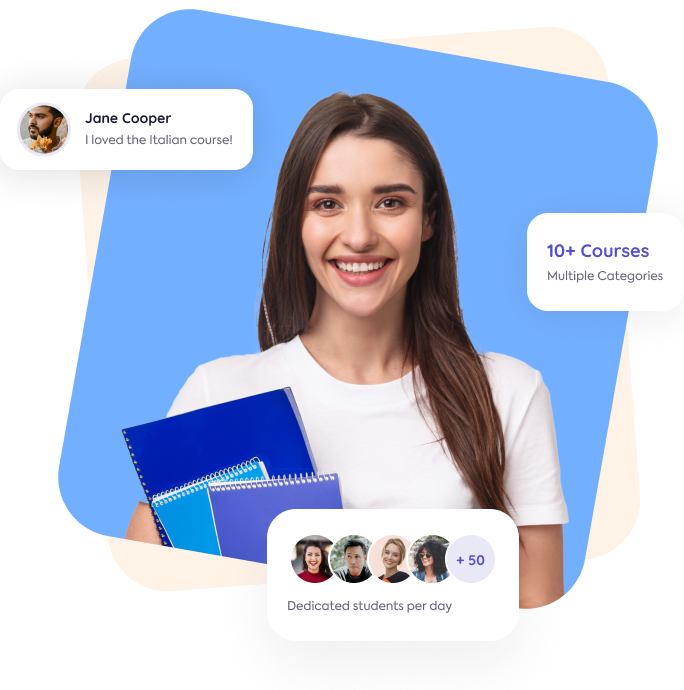 Jane Cooper
I loved the Italian course!
10+ Courses
Multiple Categories
+ 50
Dedicated students per day